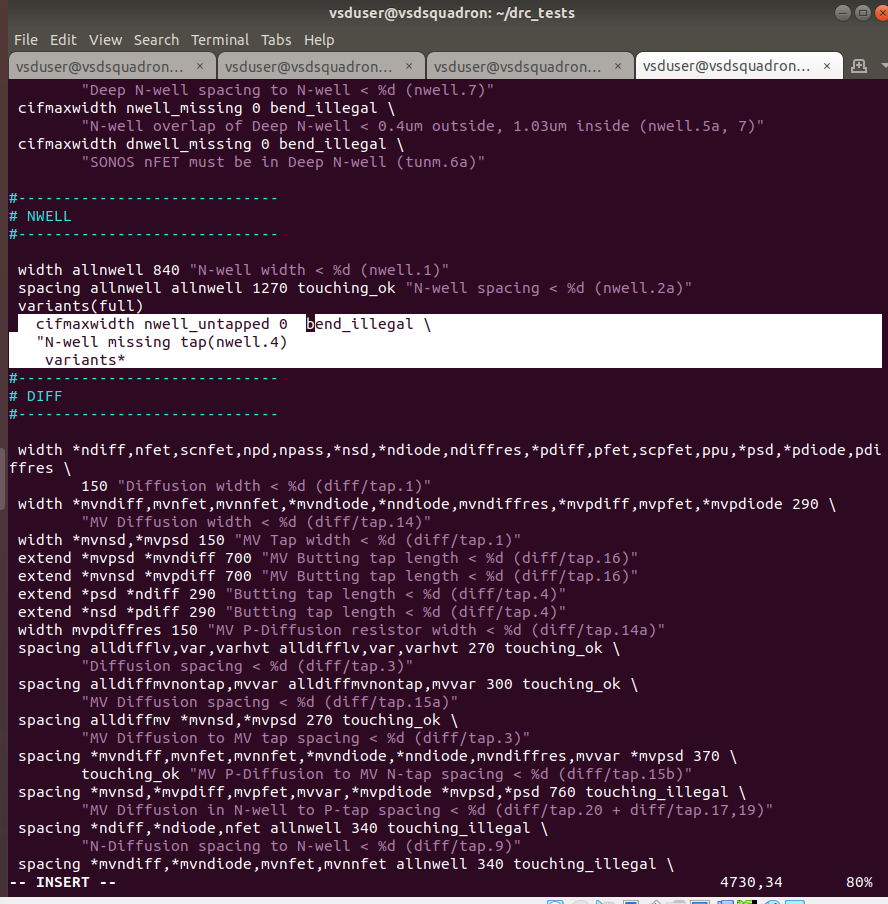 vsduser@vsdsquadron: ~/drc_tests
File Edit View Search Terminal Tabs Help
vsduser@vsdsquadron... × vsduser@vsdsquadron... × vsduser@vsdsquadron... × vsduser@vsdsquadron... ×
"Deep N-well spacing to N-well < %d (nwell.7)"
cifmaxwidth nwell_missing 0 bend_illegal \
"N-well overlap of Deep N-well < 0.4um outside, 1.03um inside (nwell.5a, 7)"
cifmaxwidth dnwell_missing 0 bend_illegal \
"SONOS nFET must be in Deep N-well (tunm.6a)"
#-----------------------------
# NWELL
#-----------------------------
width allnwell 840 "N-well width < %d (nwell.1)"
spacing allnwell allnwell 1270 touching_ok "N-well spacing < %d (nwell.2a)"
variants(full)
cifmaxwidth nwell_untapped 0  bend_illegal \
"N-well missing tap(nwell.4)
variants*
#-----------------------------
# DIFF
#-----------------------------
width *ndiff,nfet,scnfet,npd,npass,*nsd,*ndiode,ndiffres,*pdiff,pfet,scpfet,ppu,*psd,*pdiode,pdi
ffres \
150 "Diffusion width < %d (diff/tap.1)"
width *mvndiff,mvnfet,mvnnfet,*mvndiode,*nndiode,mvndiffres,*mvpdiff,mvpfet,*mvpdiode 290 \
"MV Diffusion width < %d (diff/tap.14)"
width *mvnsd,*mvpsd 150 "MV Tap width < %d (diff/tap.1)"
extend *mvpsd *mvndiff 700 "MV Butting tap length < %d (diff/tap.16)"
extend *mvnsd *mvpdiff 700 "MV Butting tap length < %d (diff/tap.16)"
extend *psd *ndiff 290 "Butting tap length < %d (diff/tap.4)"
extend *nsd *pdiff 290 "Butting tap length < %d (diff/tap.4)"
width mvpdiffres 150 "MV P-Diffusion resistor width < %d (diff/tap.14a)"
spacing alldifflv,var,varhvt alldifflv,var,varhvt 270 touching_ok \
"Diffusion spacing < %d (diff/tap.3)"
spacing alldiffmvnontap,mvvar alldiffmvnontap,mvvar 300 touching_ok \
"MV Diffusion spacing < %d (diff/tap.15a)"
spacing alldiffmv *mvnsd,*mvpsd 270 touching_ok \
"MV Diffusion to MV tap spacing < %d (diff/tap.3)"
spacing *mvndiff,mvnfet,mvnnfet,*mvndiode,*nndiode,mvndiffres,mvvar *mvpsd 370 \
touching_ok "MV P-Diffusion to MV N-tap spacing < %d (diff/tap.15b)"
spacing *mvnsd,*mvpdiff,mvpfet,mvvar,*mvpdiode *mvpsd,*psd 760 touching_illegal \
"MV Diffusion in N-well to P-tap spacing < %d (diff/tap.20 + diff/tap.17,19)"
spacing *ndiff,*ndiode,nfet allnwell 340 touching_illegal \
"N-Diffusion spacing to N-well < %d (diff/tap.9)"
spacing *mvndiff,*mvndiode,mvnfet,mvnnfet allnwell 340 touching_illegal \
-- INSERT -- 4730,34 80%